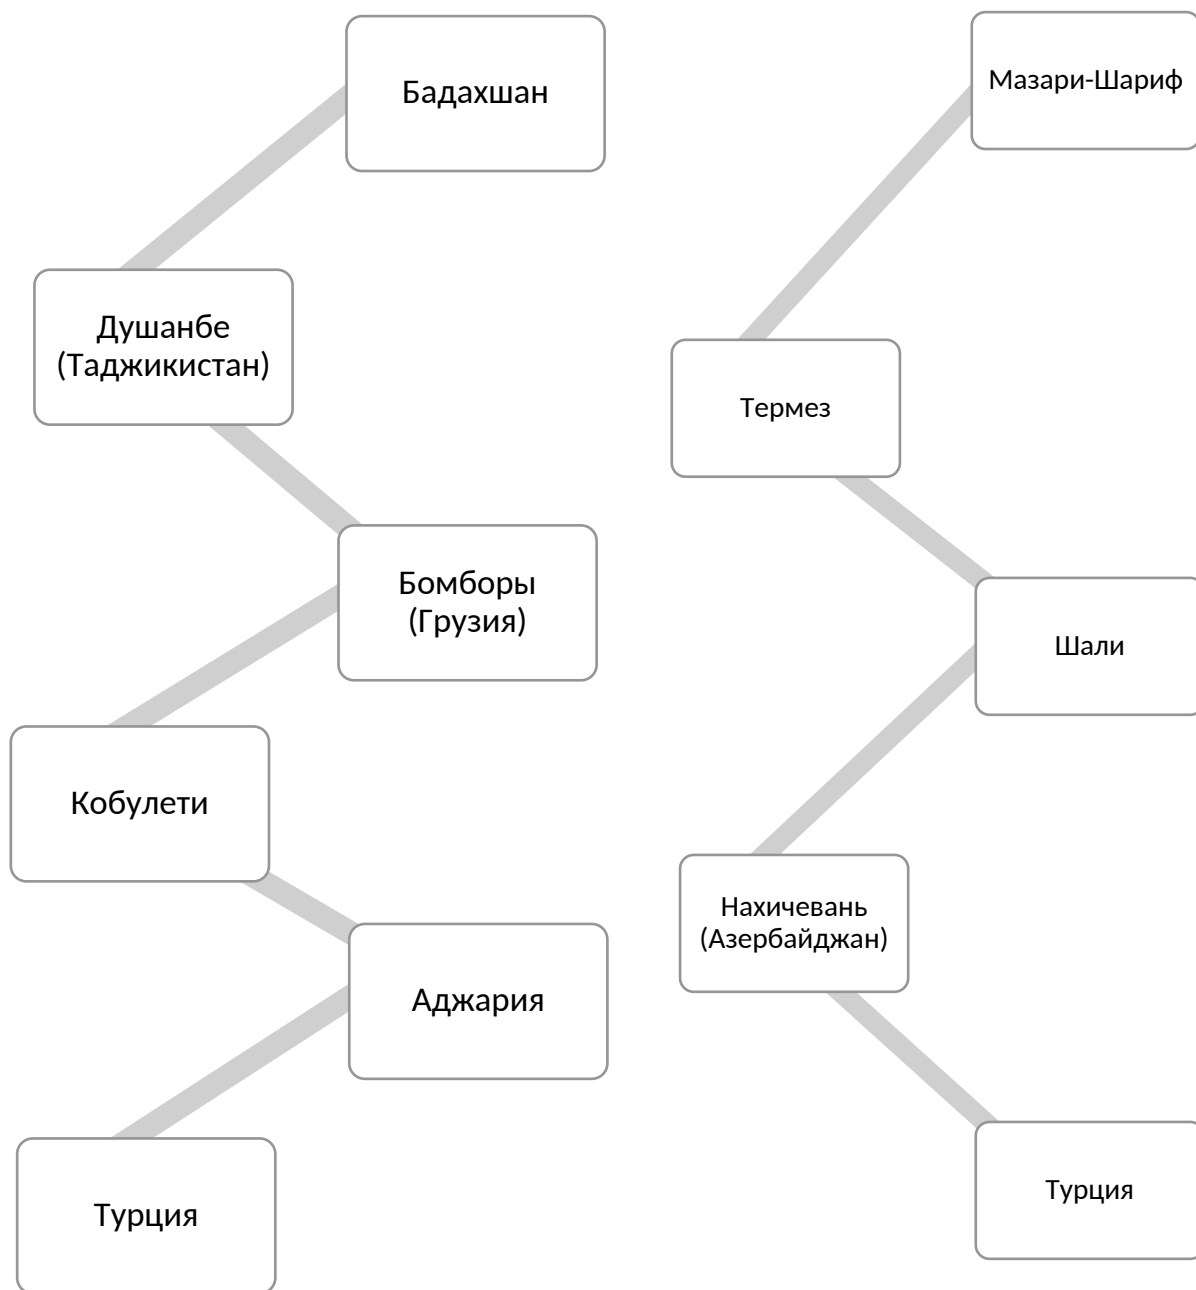 Бадахшан
Душанбе
(Таджикистан)
Бомборы
(Грузия)
Кобулети
Аджария
Турция
Мазари-Шариф
Термез
Шали
Нахичевань
(Азербайджан)
Турция